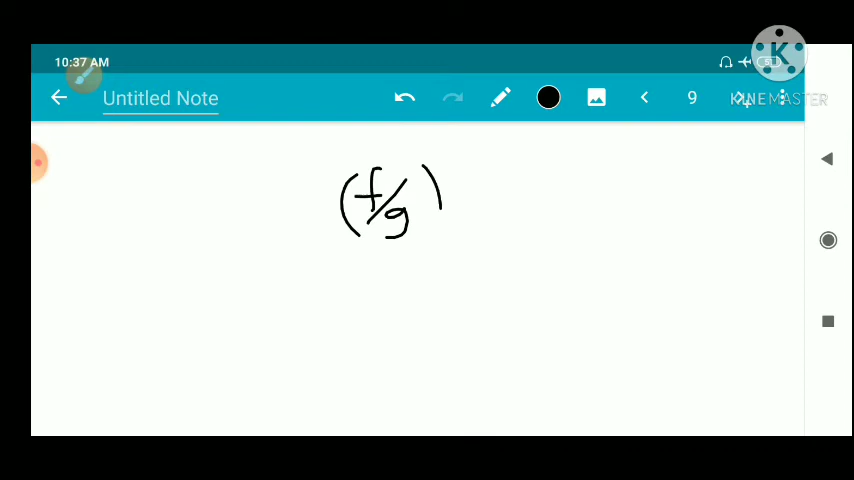 10:37 AM
Untitled Note
9
K
KINEMASTER
(f/g)